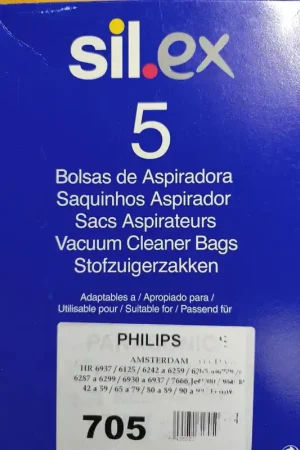 sil.ex
5
Bolsas de Aspiradora
Saquinhos Aspirador
Sacs Aspirateurs
Vacuum Cleaner Bags
Stofzuigerzakken
Adaptables a / Apropiado para /
Utilisable pour / Suitable for / Passend für
PHILIPS
AMSTERDAM
HR 6937 / 6125 / 6242 a 6259 /
6287 a 6299 / 6930 a 6937 / 7666,
42 a 59 / 65 a 79 / 80 a 89 / 90 a
705